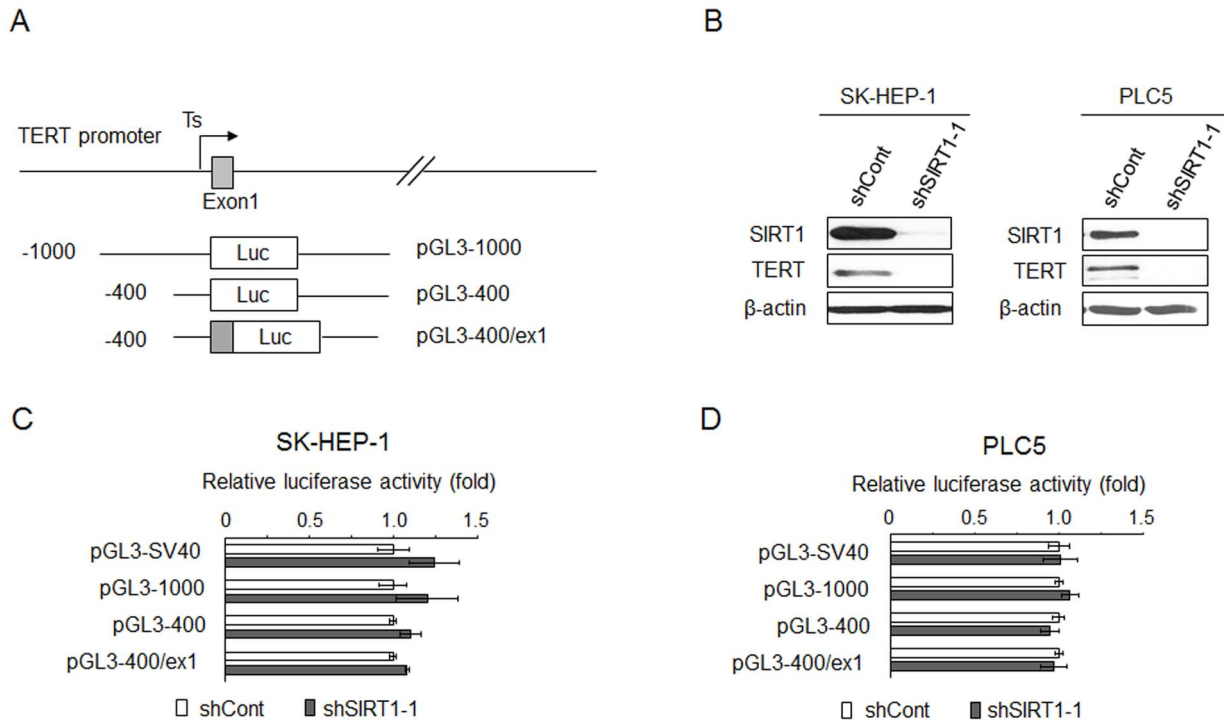 A
TERT promoter
Ts
Exon1
-1000 Luc pGL3-1000
-400 Luc pGL3-400
-400 Luc pGL3-400/ex1
B
SK-HEP-1
shCont shSIRT1-1
SIRT1
TERT
β-actin
PLC5
shCont shSIRT1-1
SIRT1
TERT
β-actin
C
SK-HEP-1
Relative luciferase activity (fold)
0 0.5 1.0 1.5
pGL3-SV40
pGL3-1000
pGL3-400
pGL3-400/ex1
shCont shSIRT1-1
D
PLC5
Relative luciferase activity (fold)
0 0.5 1.0 1.5
pGL3-SV40
pGL3-1000
pGL3-400
pGL3-400/ex1
shCont shSIRT1-1